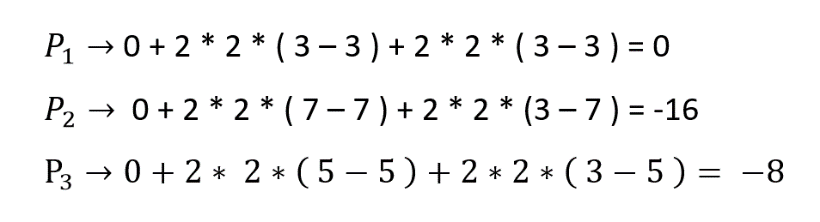 P₁ → 0 + 2 * 2 * ( 3 – 3 ) + 2 * 2 * ( 3 – 3 ) = 0
P₂ → 0 + 2 * 2 * ( 7 – 7 ) + 2 * 2 * (3 – 7 ) = -16
P₃ → 0 + 2 ∗ 2 ∗ ( 5 − 5 ) + 2 ∗ 2 ∗ ( 3 − 5 ) = −8